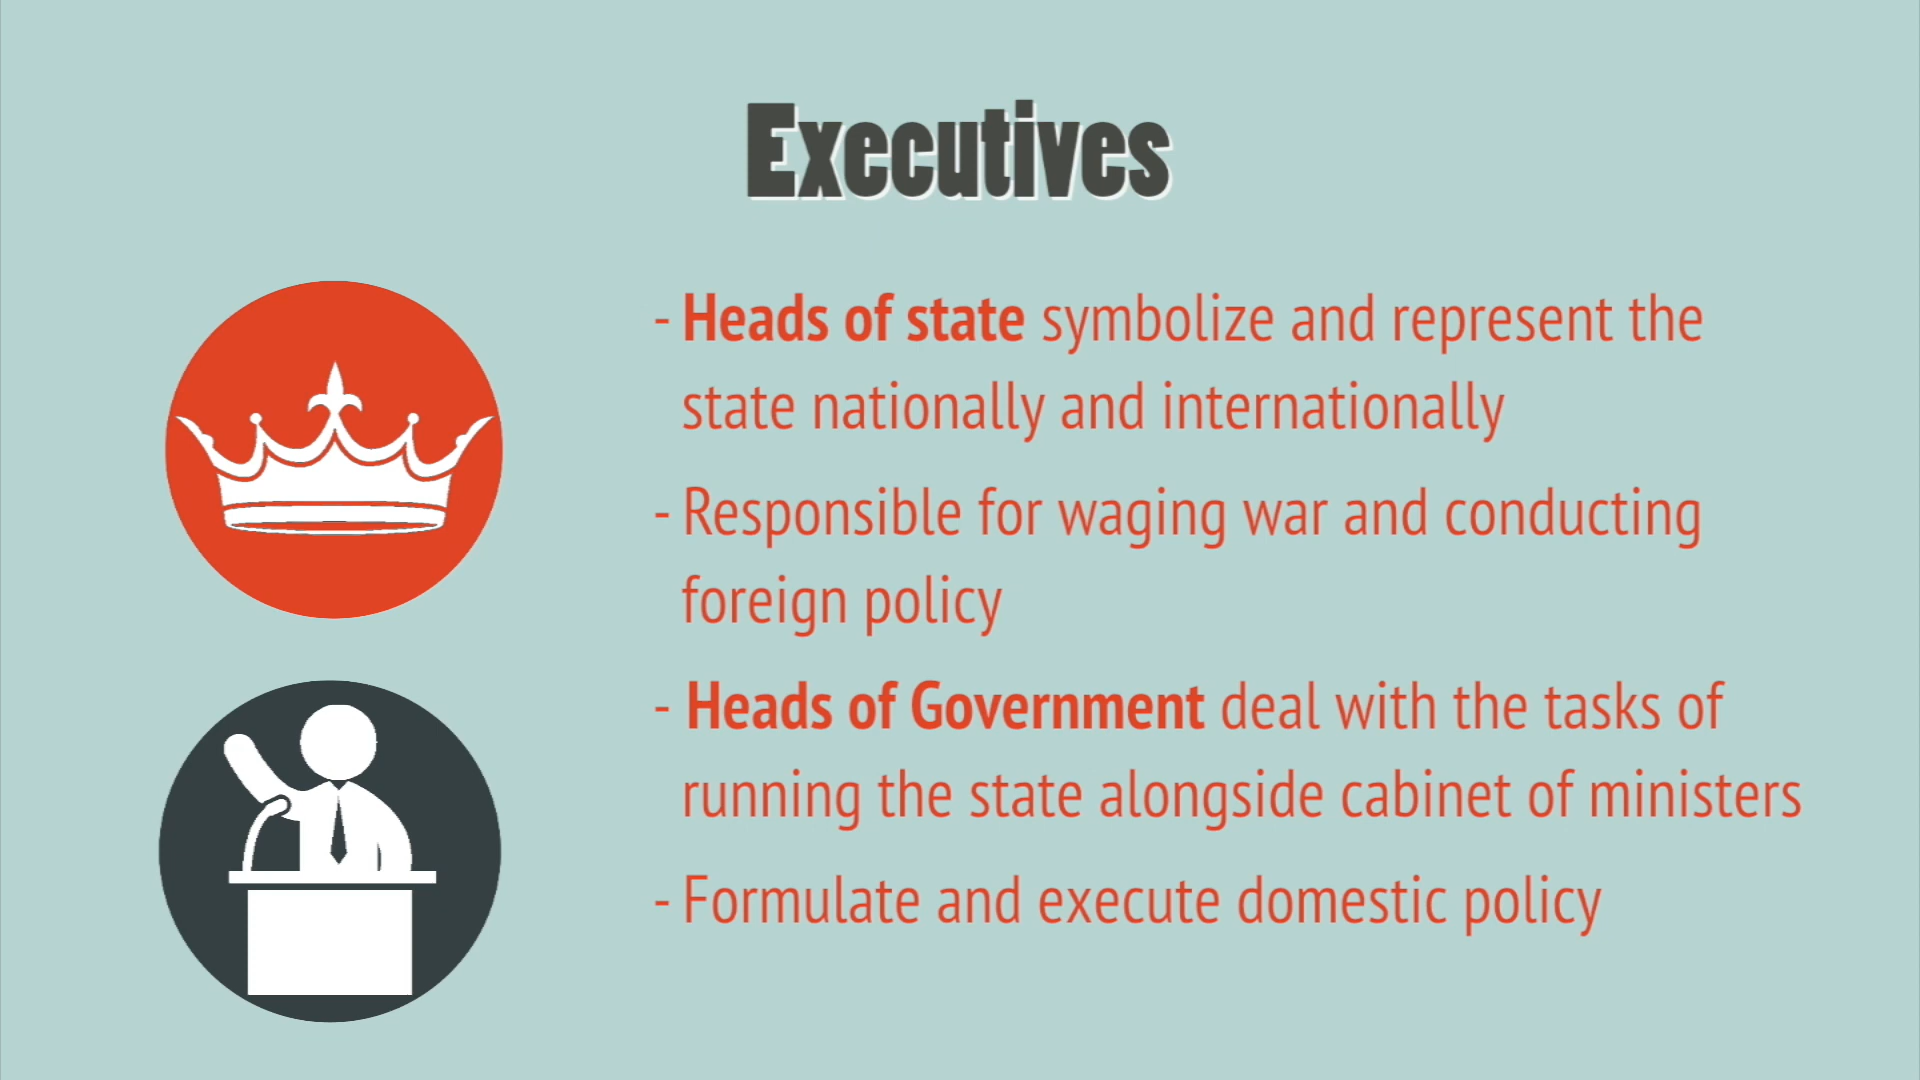 Executives
- Heads of state symbolize and represent the
state nationally and internationally
- Responsible for waging war and conducting
foreign policy
- Heads of Government deal with the tasks of
running the state alongside cabinet of ministers
- Formulate and execute domestic policy